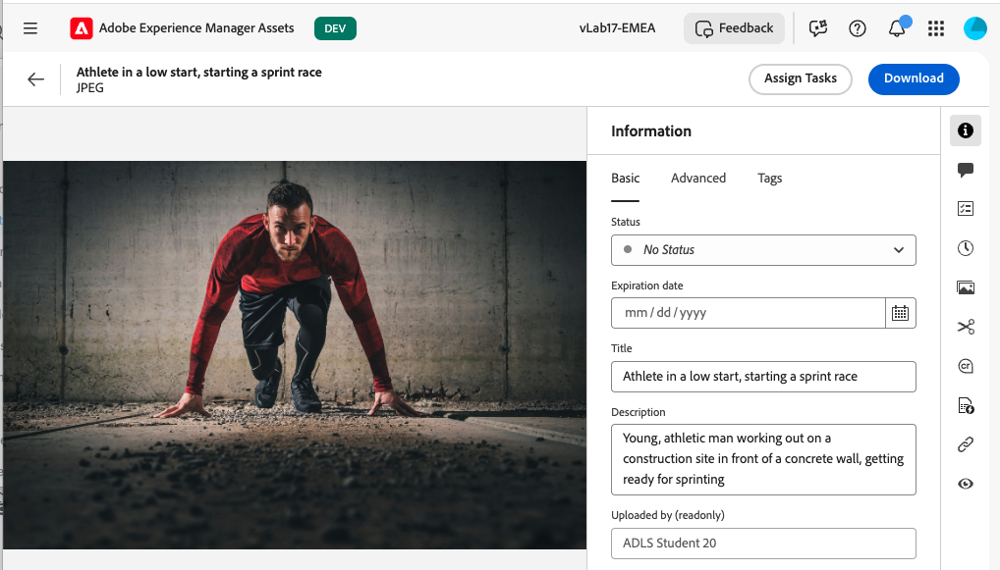 Adobe Experience Manager Assets
DEV
vLab17-EMEA
Feedback
Athlete in a low start, starting a sprint race
JPEG
Assign Tasks
Download
Information
Basic
Advanced
Tags
Status
No Status
Expiration date
mm / dd / yyyy
Title
Athlete in a low start, starting a sprint race
Description
Young, athletic man working out on a
construction site in front of a concrete wall, getting
ready for sprinting
Uploaded by (readonly)
ADLS Student 20